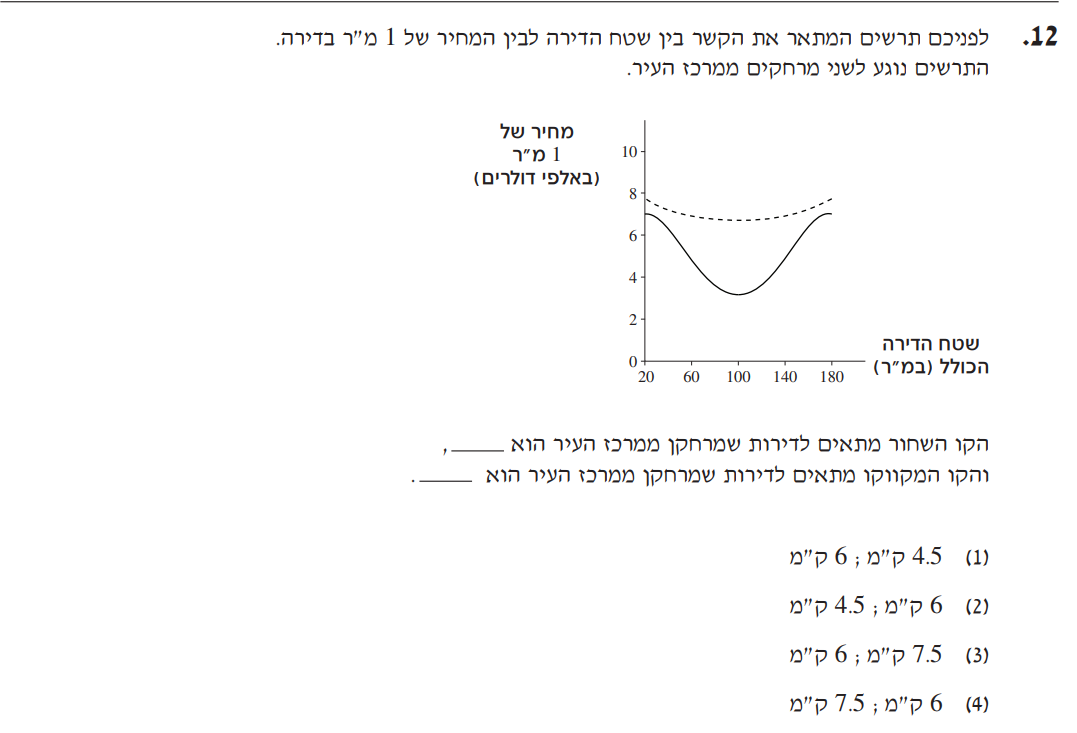 12. לפניכם תרשים המתאר את הקשר בין שטח הדירה לבין המחיר של 1 מ"ר בדירה.
התרשים נוגע לשני מרחקים ממרכז העיר.
מחיר של
1 מ"ר
(באלפי דולרים)
10
8
6
4
2
0
20 60 100 140 180
שטח הדירה
הכולל (במ"ר)
הקו השחור מתאים לדירות שמרחקן ממרכז העיר הוא _____,
והקו המקווקו מתאים לדירות שמרחקן ממרכז העיר הוא _____.
(1) 4.5 ק"מ ; 6 ק"מ
(2) 6 ק"מ ; 4.5 ק"מ
(3) 7.5 ק"מ ; 6 ק"מ
(4) 6 ק"מ ; 7.5 ק"מ